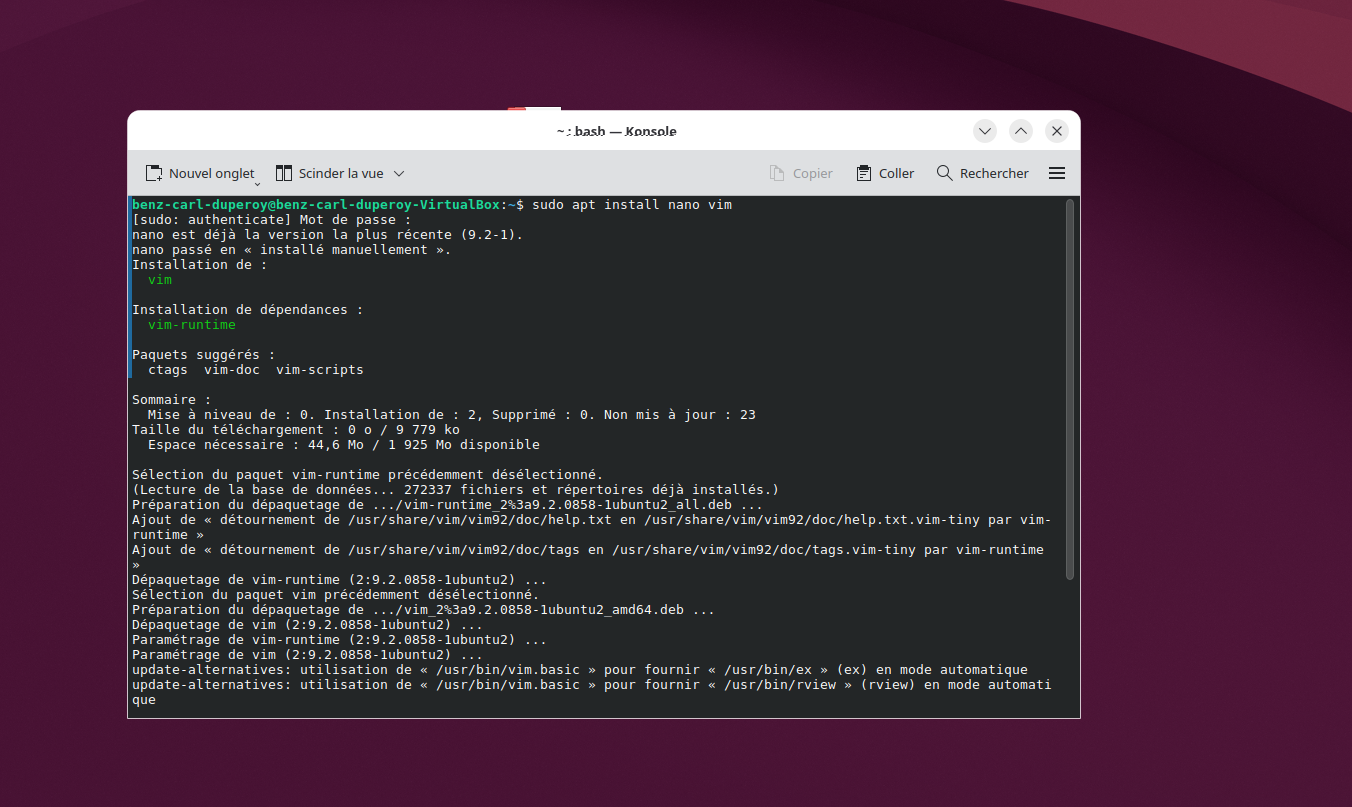 ~ : bash — Konsole
Nouvel onglet Scinder la vue Copier Coller Rechercher
benz-carl-duperoy@benz-carl-duperoy-VirtualBox:~$ sudo apt install nano vim
[sudo: authenticate] Mot de passe :
nano est déjà la version la plus récente (9.2-1).
nano passé en « installé manuellement ».
Installation de :
  vim

Installation de dépendances :
  vim-runtime

Paquets suggérés :
  ctags  vim-doc  vim-scripts

Sommaire :
  Mise à niveau de : 0. Installation de : 2, Supprimé : 0. Non mis à jour : 23
Taille du téléchargement : 0 o / 9 779 ko
  Espace nécessaire : 44,6 Mo / 1 925 Mo disponible

Sélection du paquet vim-runtime précédemment désélectionné.
(Lecture de la base de données... 272337 fichiers et répertoires déjà installés.)
Préparation du dépaquetage de .../vim-runtime_2%3a9.2.0858-1ubuntu2_all.deb ...
Ajout de « détournement de /usr/share/vim/vim92/doc/help.txt en /usr/share/vim/vim92/doc/help.txt.vim-tiny par vim-
runtime »
Ajout de « détournement de /usr/share/vim/vim92/doc/tags en /usr/share/vim/vim92/doc/tags.vim-tiny par vim-runtime
»
Dépaquetage de vim-runtime (2:9.2.0858-1ubuntu2) ...
Sélection du paquet vim précédemment désélectionné.
Préparation du dépaquetage de .../vim_2%3a9.2.0858-1ubuntu2_amd64.deb ...
Dépaquetage de vim (2:9.2.0858-1ubuntu2) ...
Paramétrage de vim-runtime (2:9.2.0858-1ubuntu2) ...
Paramétrage de vim (2:9.2.0858-1ubuntu2) ...
update-alternatives: utilisation de « /usr/bin/vim.basic » pour fournir « /usr/bin/ex » (ex) en mode automatique
update-alternatives: utilisation de « /usr/bin/vim.basic » pour fournir « /usr/bin/rview » (rview) en mode automati
que